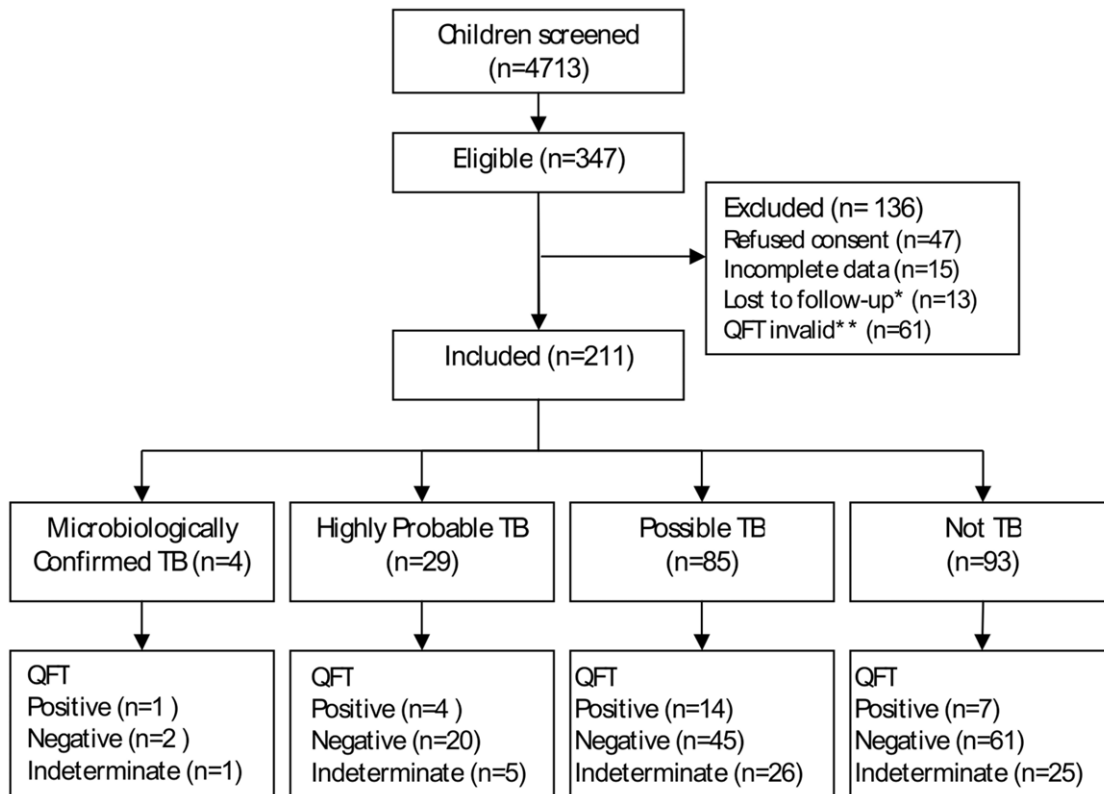 Children screened
(n=4713)
Eligible (n=347)
Excluded (n= 136)
Refused consent (n=47)
Incomplete data (n=15)
Lost to follow-up* (n=13)
QFT invalid** (n=61)
Included (n=211)
Microbiologically
Confirmed TB (n=4)
Highly Probable TB
(n=29)
Possible TB
(n=85)
Not TB
(n=93)
QFT
Positive (n=1 )
Negative (n=2 )
Indeterminate (n=1)
QFT
Positive (n=4 )
Negative (n=20)
Indeterminate (n=5)
QFT
Positive (n=14)
Negative (n=45)
Indeterminate (n=26)
QFT
Positive (n=7)
Negative (n=61)
Indeterminate (n=25)